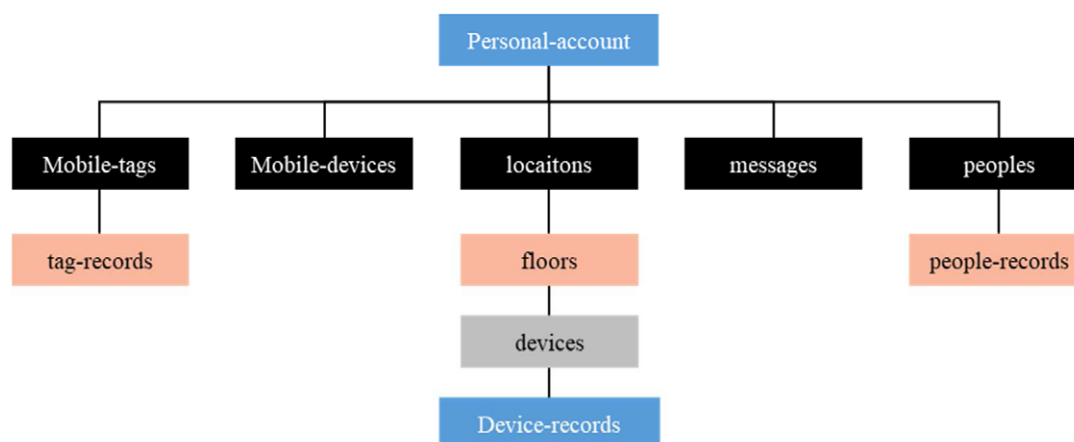 Personal-account
Mobile-tags
Mobile-devices
locaitons
messages
peoples
tag-records
floors
people-records
devices
Device-records